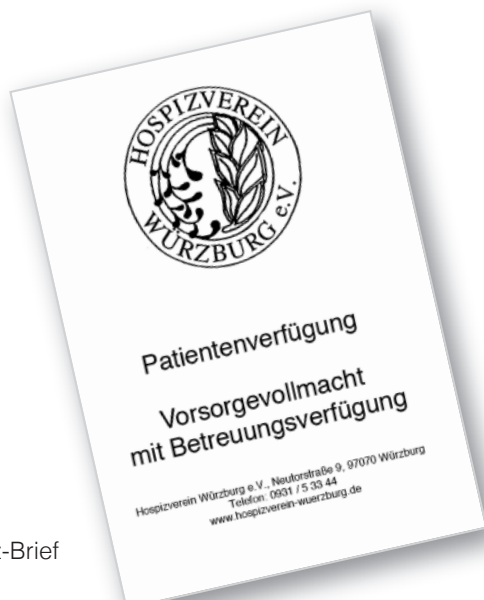 HOSPIZVEREIN
WÜRZBURG e.V.
Patientenverfügung
Vorsorgevollmacht
mit Betreuungsverfügung
Hospizverein Würzburg e.V., Neutorstraße 9, 97070 Würzburg
Telefon: 0931 / 5 33 44
www.hospizverein-wuerzburg.de
-Brief